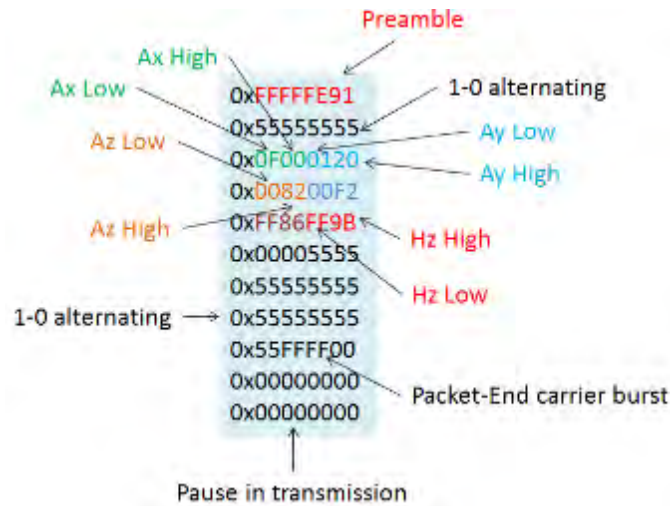 Preamble
Ax High
Ax Low
0xFFFFFE91
1-0 alternating
0x55555555
Ay Low
Az Low
0x0F000120
Ay High
0xD08200F2
Az High
0xFF86FF9B
Hz High
0x00005555
Hz Low
0x55555555
1-0 alternating
0x55555555
0x55FFFF00
Packet-End carrier burst
0x00000000
0x00000000
Pause in transmission